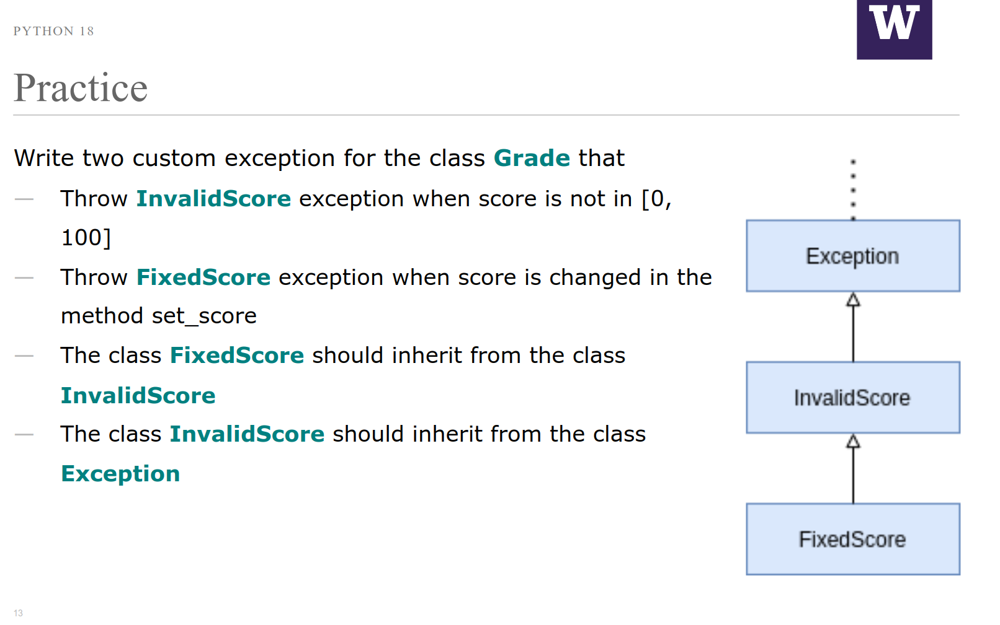 PYTHON 18
W
Practice
Write two custom exception for the class Grade that
— Throw InvalidScore exception when score is not in [0,
100]
— Throw FixedScore exception when score is changed in the
method set_score
— The class FixedScore should inherit from the class
InvalidScore
— The class InvalidScore should inherit from the class
Exception
Exception
InvalidScore
FixedScore
13